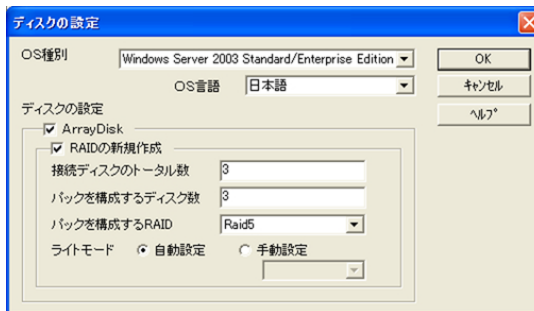 ディスクの設定
OS種別 Windows Server 2003 Standard/Enterprise Edition OK
OS言語 日本語 キャンセル
ディスクの設定 ヘルプ
ArrayDisk
RAIDの新規作成
接続ディスクのトータル数 3
パックを構成するディスク数 3
パックを構成するRAID Raid5
ライトモード 自動設定 手動設定